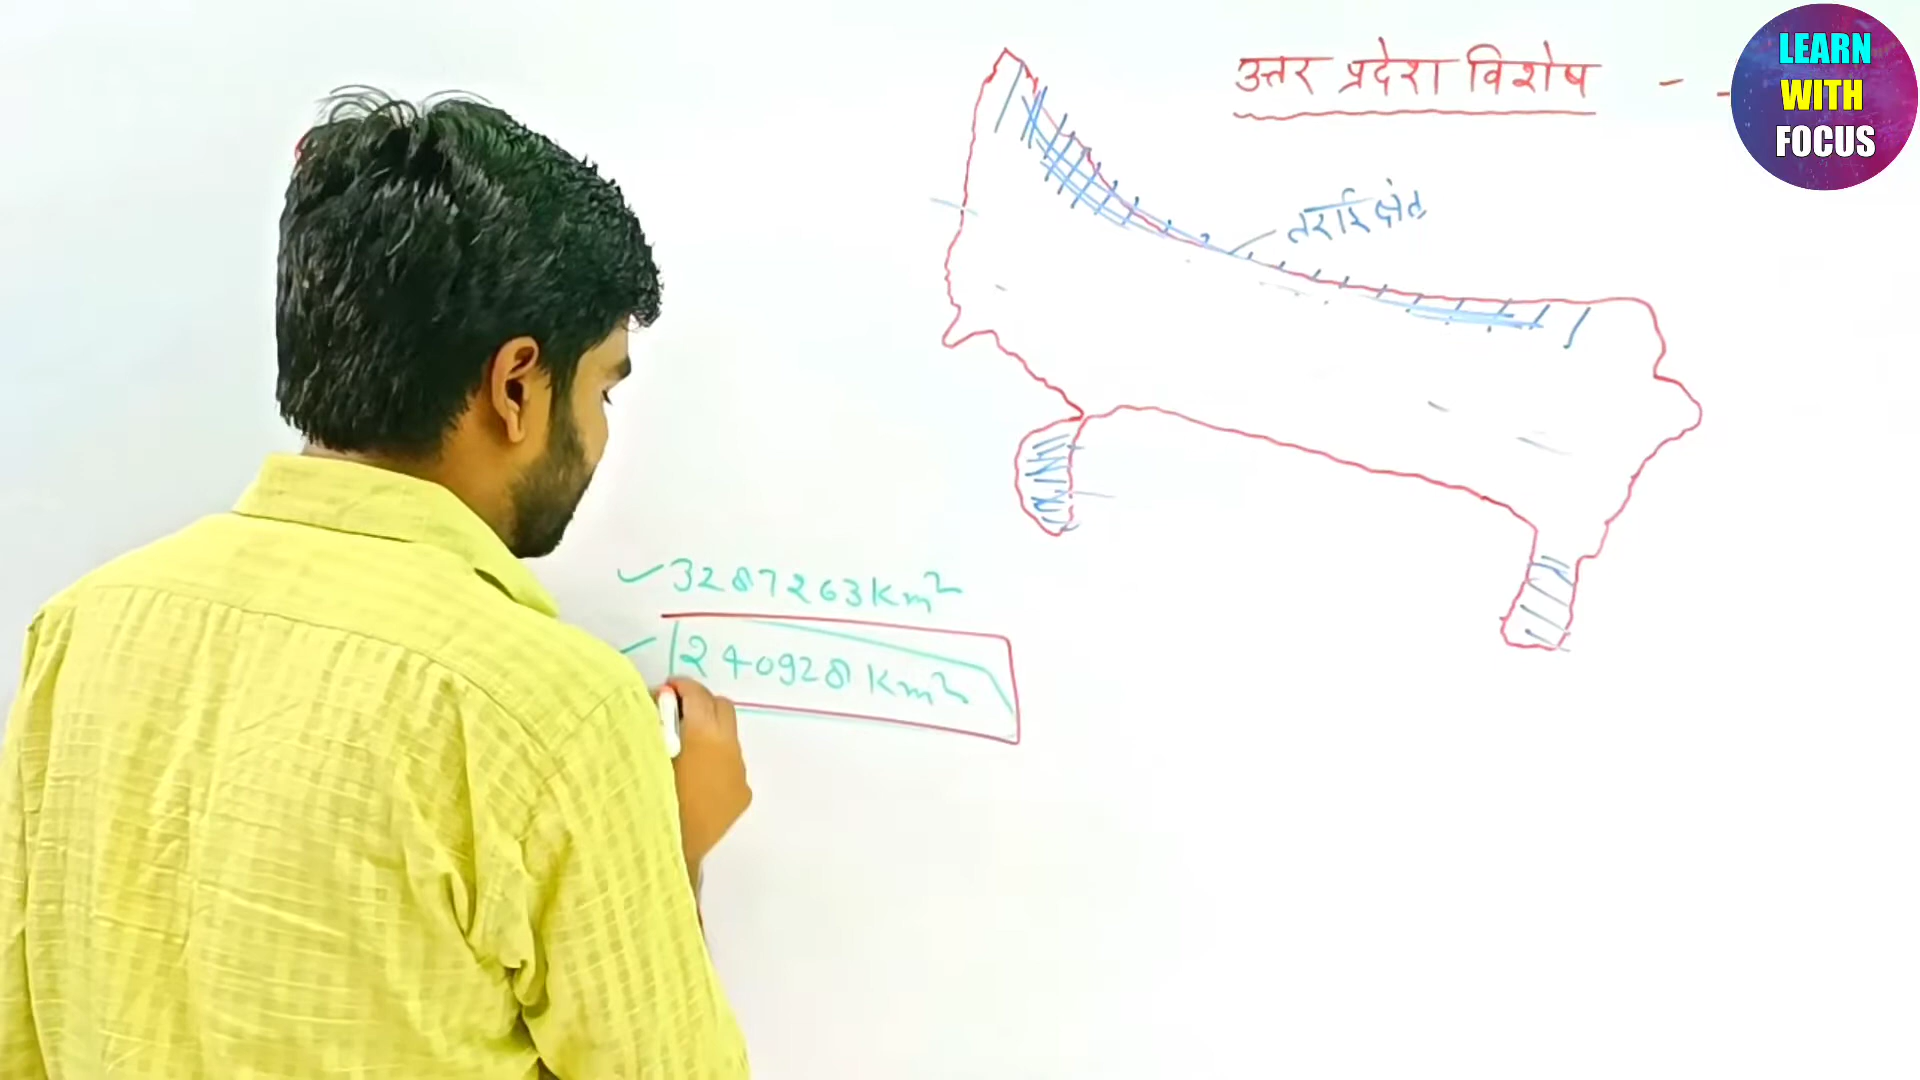 उत्तर प्रदेश विशेष - -
LEARN
WITH
FOCUS
तराई क्षेत्र
3287263 Km²
240928 Km²